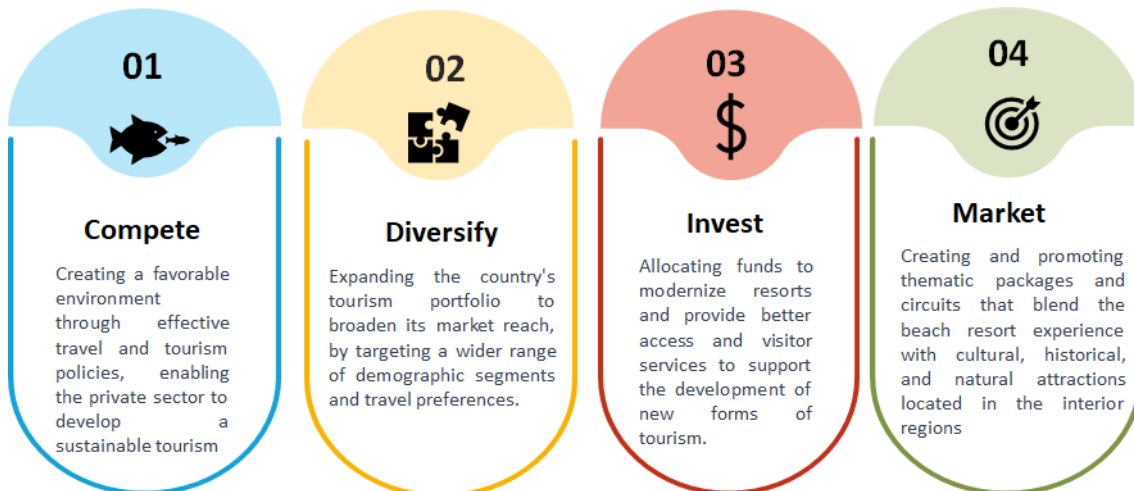 01
Compete
Creating a favorable
environment
through effective
travel and tourism
policies, enabling
the private sector to
develop a
sustainable tourism
02
Diversify
Expanding the country's
tourism portfolio to
broaden its market reach,
by targeting a wider range
of demographic segments
and travel preferences.
03
Invest
Allocating funds to
modernize resorts
and provide better
access and visitor
services to support
the development of
new forms of
tourism.
04
Market
Creating and promoting
thematic packages and
circuits that blend the
beach resort experience
with cultural, historical,
and natural attractions
located in the interior
regions